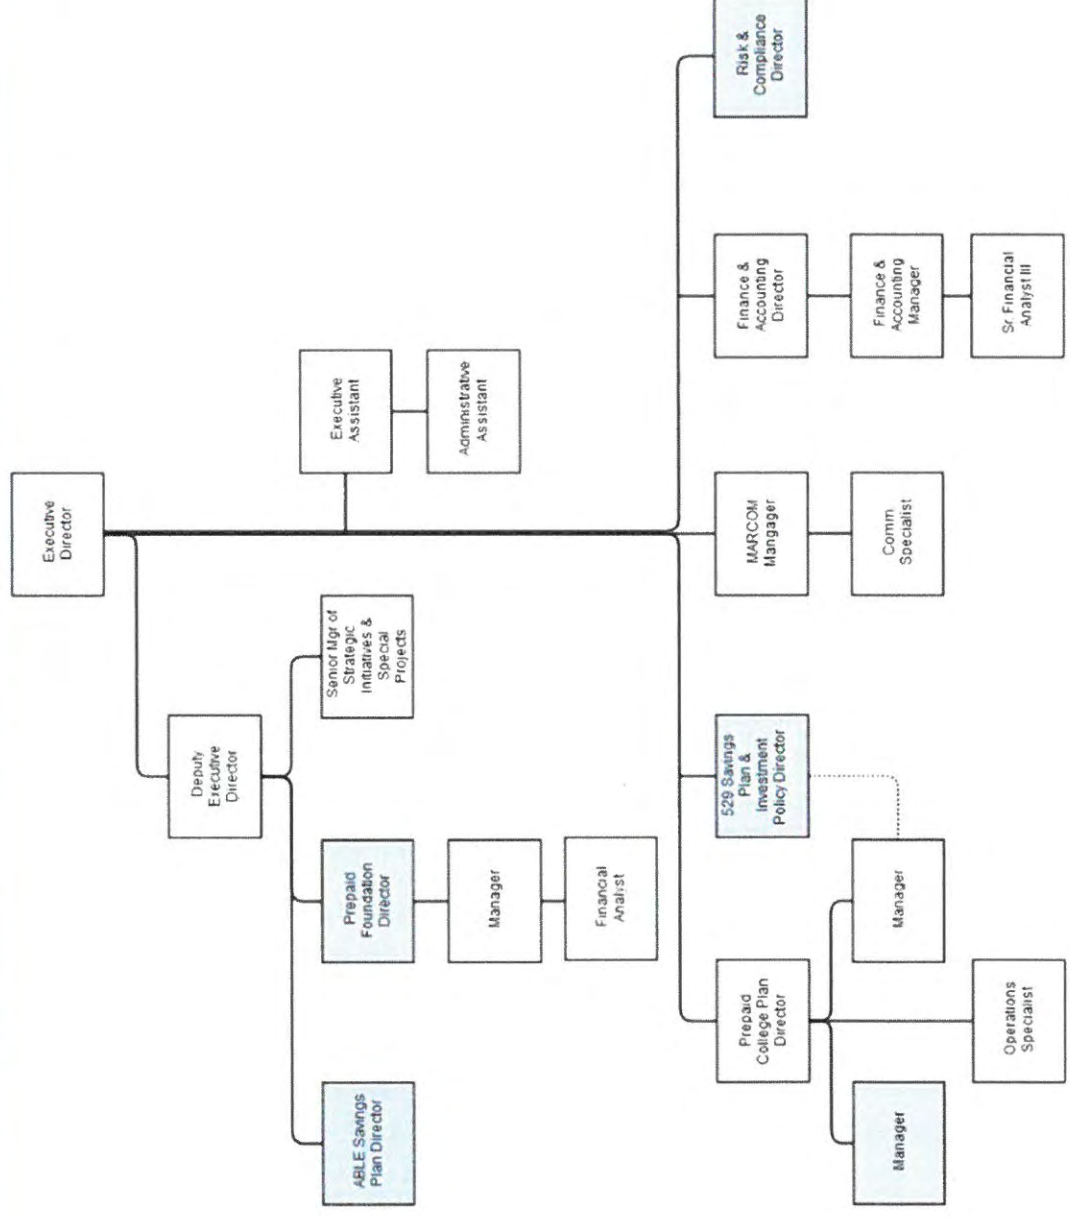 Executive
Director
Deputy
Executive
Director
Executive
Assistant
Administrative
Assistant
ABLE Savings
Plan Director
Prepaid
Foundation
Director
Senior Mgr of
Strategic
Initiatives &
Special
Projects
Manager
Financial
Analyst
Prepaid
College Plan
Director
529 Savings
Plan &
Investment
Policy Director
MARCOM
Mangager
Finance &
Accounting
Director
Risk &
Compliance
Director
Manager
Manager
Comm
Specialist
Finance &
Accounting
Manager
Operations
Specialist
Sr. Financial
Analyst III